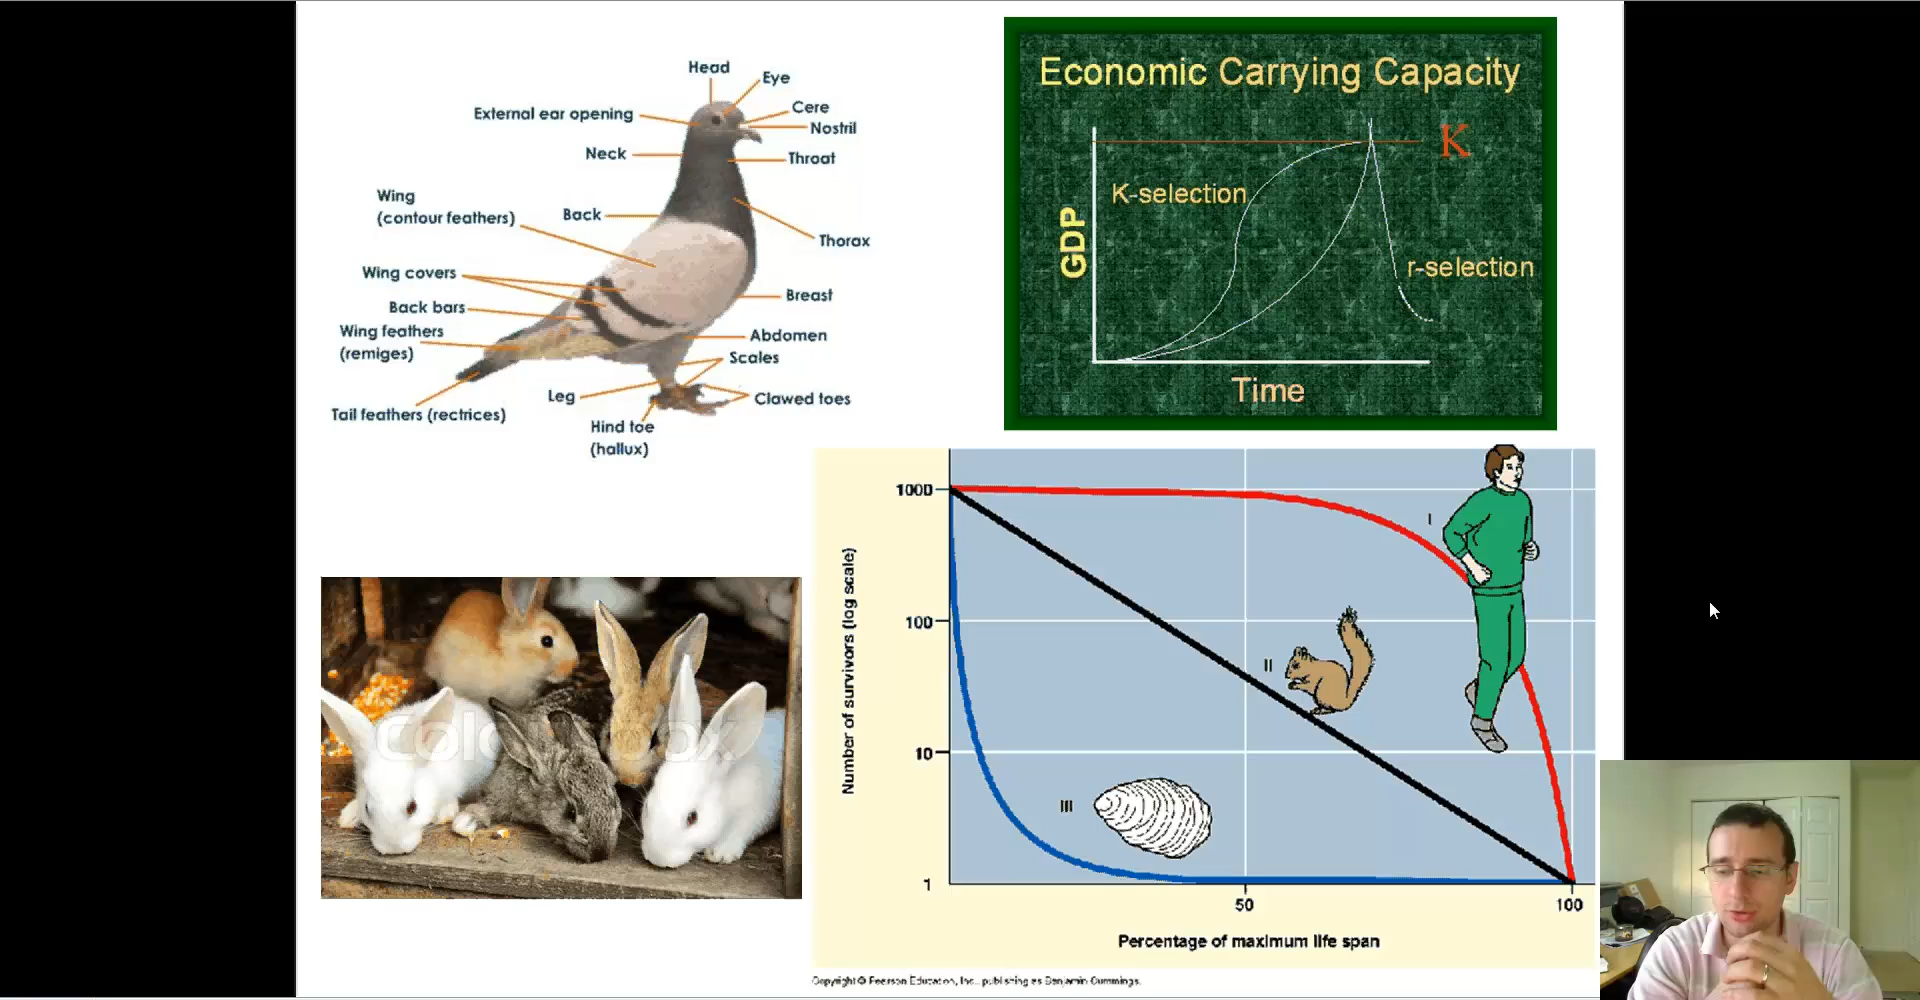 Head
Eye
External ear opening
Cere
Nostril
Neck
Throat
Wing
(contour feathers)
Back
Thorax
Wing covers
Breast
Back bars
Wing feathers
(remiges)
Abdomen
Scales
Leg
Clawed toes
Tail feathers (rectrices)
Hind toe
(hallux)
Economic Carrying Capacity
K
K-selection
GDP
r-selection
Time
1000
I
100
II
Number of survivors (log scale)
10
III
1
50
100
Percentage of maximum life span
Copyright © Pearson Education, Inc., publishing as Benjamin Cummings.